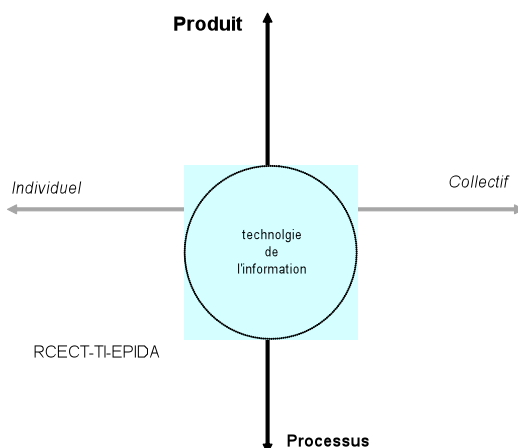 Produit
Individuel
Collectif
technolgie
de
l'information
RCECT-TI-EPIDA
Processus